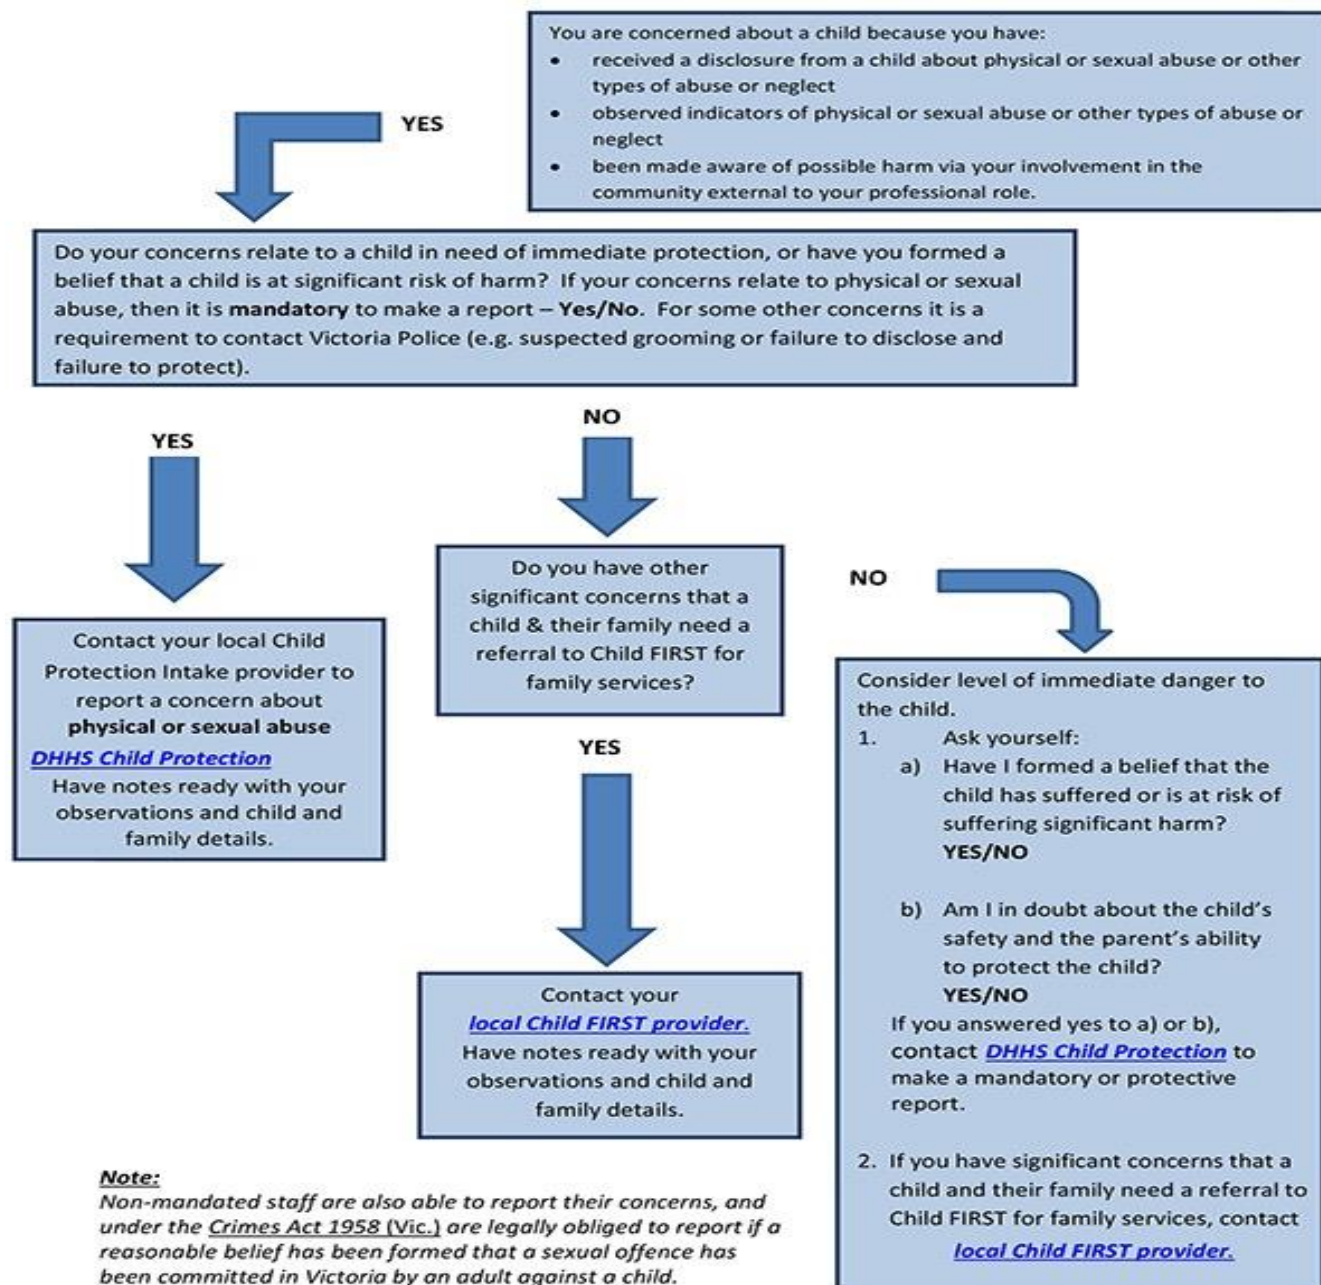 You are concerned about a child because you have:
• received a disclosure from a child about physical or sexual abuse or other
types of abuse or neglect
• observed indicators of physical or sexual abuse or other types of abuse or
neglect
• been made aware of possible harm via your involvement in the
community external to your professional role.
YES
Do your concerns relate to a child in need of immediate protection, or have you formed a
belief that a child is at significant risk of harm? If your concerns relate to physical or sexual
abuse, then it is mandatory to make a report – Yes/No. For some other concerns it is a
requirement to contact Victoria Police (e.g. suspected grooming or failure to disclose and
failure to protect).
YES
Contact your local Child
Protection Intake provider to
report a concern about
physical or sexual abuse
DHHS Child Protection
Have notes ready with your
observations and child and
family details.
NO
Do you have other
significant concerns that a
child & their family need a
referral to Child FIRST for
family services?
YES
Contact your
local Child FIRST provider.
Have notes ready with your
observations and child and
family details.
NO
Consider level of immediate danger to
the child.
1. Ask yourself:
a) Have I formed a belief that the
child has suffered or is at risk of
suffering significant harm?
YES/NO
b) Am I in doubt about the child's
safety and the parent's ability
to protect the child?
YES/NO
If you answered yes to a) or b),
contact DHHS Child Protection to
make a mandatory or protective
report.
2. If you have significant concerns that a
child and their family need a referral to
Child FIRST for family services, contact
local Child FIRST provider.
Note:
Non-mandated staff are also able to report their concerns, and
under the Crimes Act 1958 (Vic.) are legally obliged to report if a
reasonable belief has been formed that a sexual offence has
been committed in Victoria by an adult against a child.